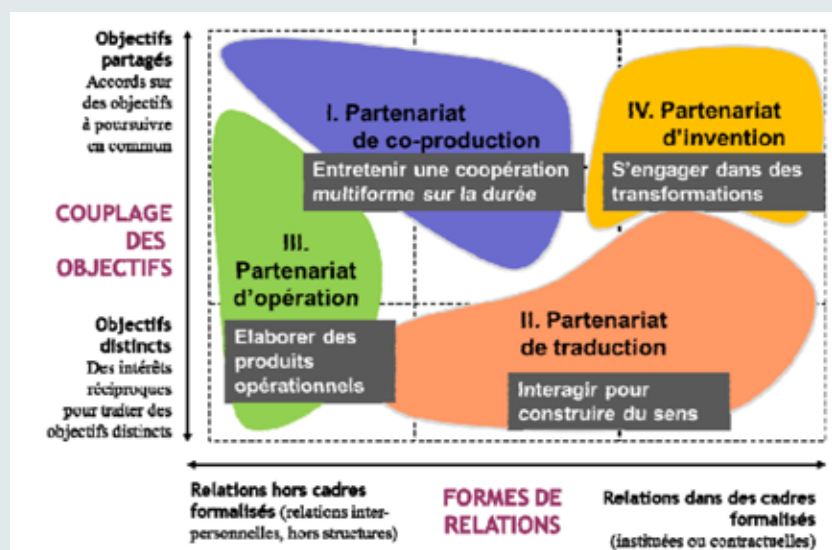 Objectifs
partagés
Accords sur
des objectifs
à poursuivre
en commun
COUPLAGE
DES
OBJECTIFS
Objectifs
distincts
Des intérêts
réciproques
pour traiter des
objectifs distincts
I. Partenariat
de co-production
Entretenir une coopération
multiforme sur la durée
IV. Partenariat
d'invention
S'engager dans des
transformations
III.
Partenariat
d'opération
Elaborer des
produits
opérationnels
II. Partenariat
de traduction
Interagir pour
construire du sens
Relations hors cadres
formalisés (relations inter-
personnelles, hors structures)
FORMES DE
RELATIONS
Relations dans des cadres
formalisés
(instituées ou contractuelles)